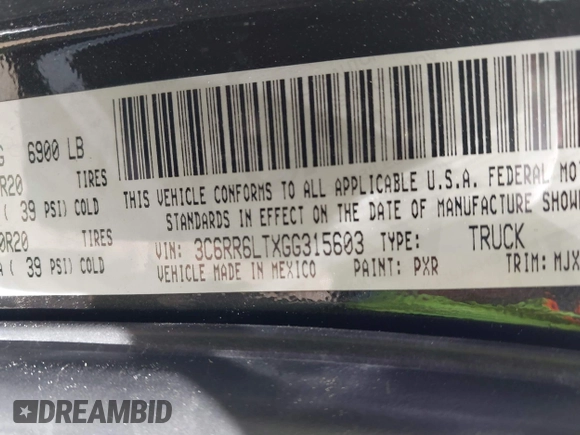 6900 LB
R20 TIRES
( 39 PSI) COLD
0R20 TIRES
( 39 PSI) COLD
THIS VEHICLE CONFORMS TO ALL APPLICABLE U.S.A. FEDERAL MO
STANDARDS IN EFFECT ON THE DATE OF MANUFACTURE SHOWN
VIN: 3C6RR6LTXGG315603 TYPE: TRUCK
VEHICLE MADE IN MEXICO PAINT: PXR TRIM: MJX
DREAMBID